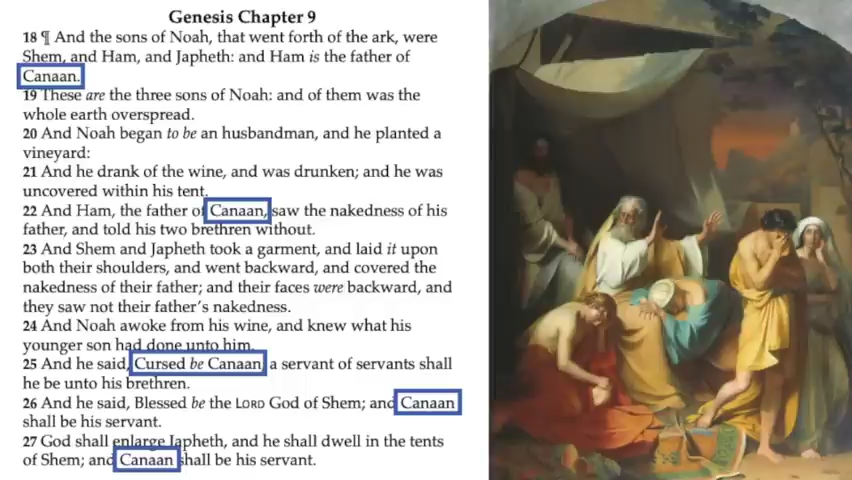 Genesis Chapter 9
18 ¶ And the sons of Noah, that went forth of the ark, were
Shem, and Ham, and Japheth: and Ham is the father of
Canaan.
19 These are the three sons of Noah: and of them was the
whole earth overspread.
20 And Noah began to be an husbandman, and he planted a
vineyard:
21 And he drank of the wine, and was drunken; and he was
uncovered within his tent.
22 And Ham, the father of Canaan, saw the nakedness of his
father, and told his two brethren without.
23 And Shem and Japheth took a garment, and laid it upon
both their shoulders, and went backward, and covered the
nakedness of their father; and their faces were backward, and
they saw not their father's nakedness.
24 And Noah awoke from his wine, and knew what his
younger son had done unto him.
25 And he said, Cursed be Canaan; a servant of servants shall
he be unto his brethren.
26 And he said, Blessed be the LORD God of Shem; and Canaan
shall be his servant.
27 God shall enlarge Japheth, and he shall dwell in the tents
of Shem; and Canaan shall be his servant.